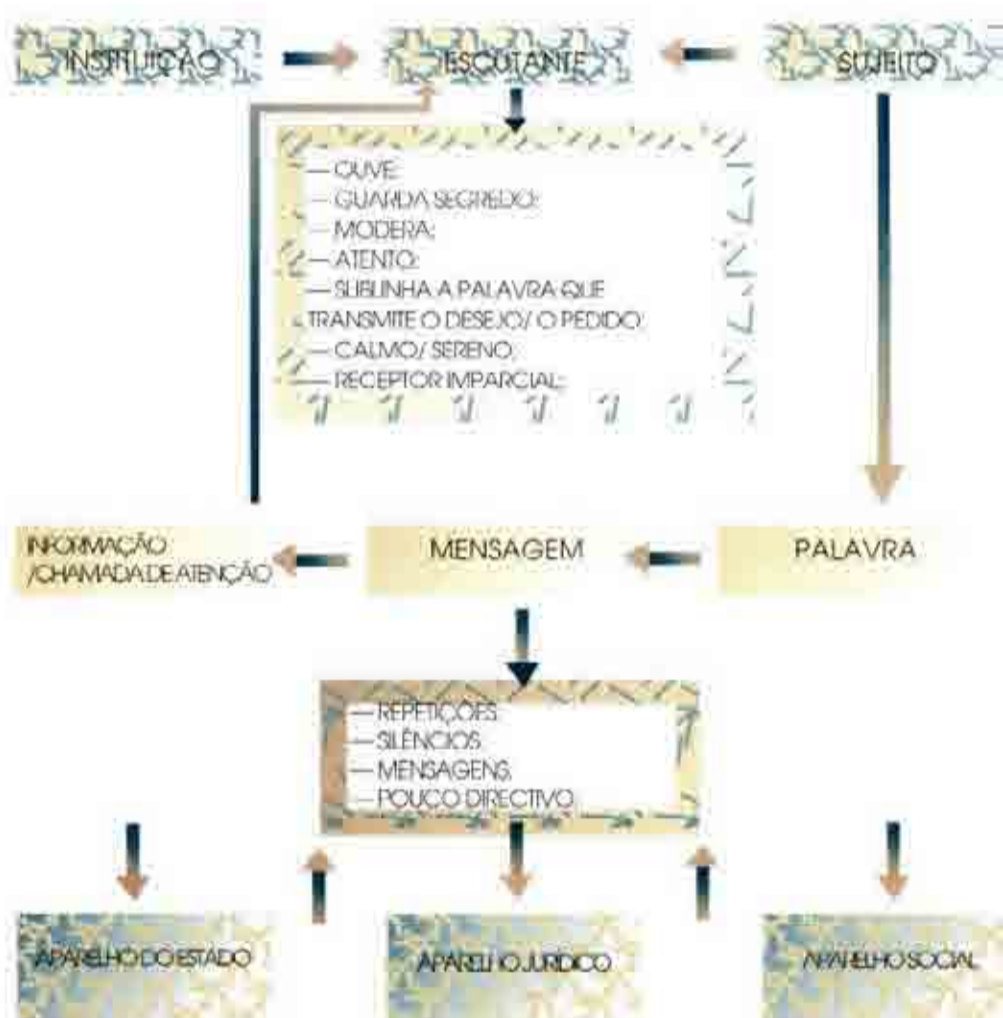 INSTITUIÇÃO
ESCUTANTE
SUJEITO
— OUVE;
— GUARDA SEGREDO;
— MODERA;
— ATENTO;
— SUBLINHA A PALAVRA QUE
TRANSMITE O DESEJO/ O PEDIDO;
— CALMO/ SERENO;
— RECEPTOR IMPARCIAL;
INFORMAÇÃO
/CHAMADA DE ATENÇÃO
MENSAGEM
PALAVRA
— REPETIÇÕES;
— SILÊNCIOS;
— MENSAGENS;
— POUCO DIRECTIVO;
APARELHO DO ESTADO
APARELHO JURÍDICO
APARELHO SOCIAL